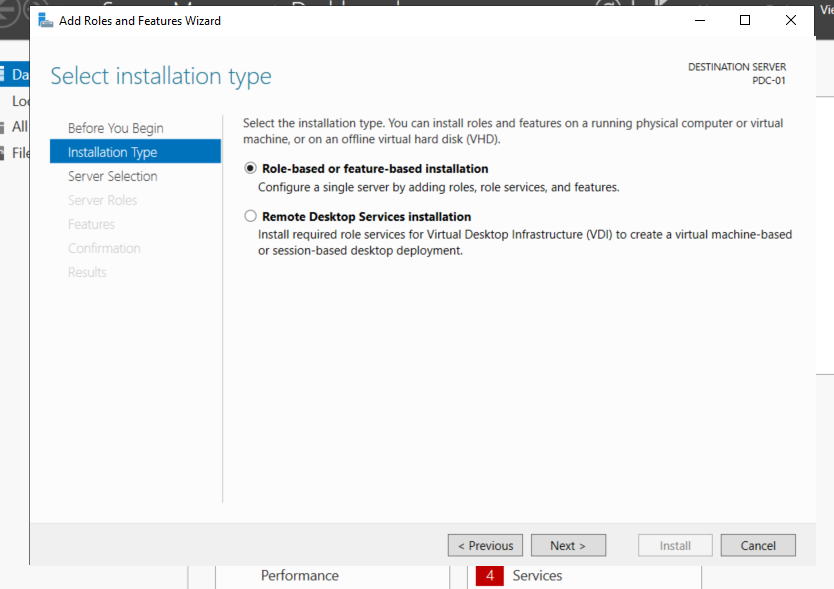 Add Roles and Features Wizard
Select installation type
DESTINATION SERVER
PDC-01
Before You Begin
Installation Type
Server Selection
Server Roles
Features
Confirmation
Results
Select the installation type. You can install roles and features on a running physical computer or virtual
machine, or on an offline virtual hard disk (VHD).
Role-based or feature-based installation
Configure a single server by adding roles, role services, and features.
Remote Desktop Services installation
Install required role services for Virtual Desktop Infrastructure (VDI) to create a virtual machine-based
or session-based desktop deployment.
< Previous
Next >
Install
Cancel
Da
Loc
All
File
Vie
Performance
4 Services